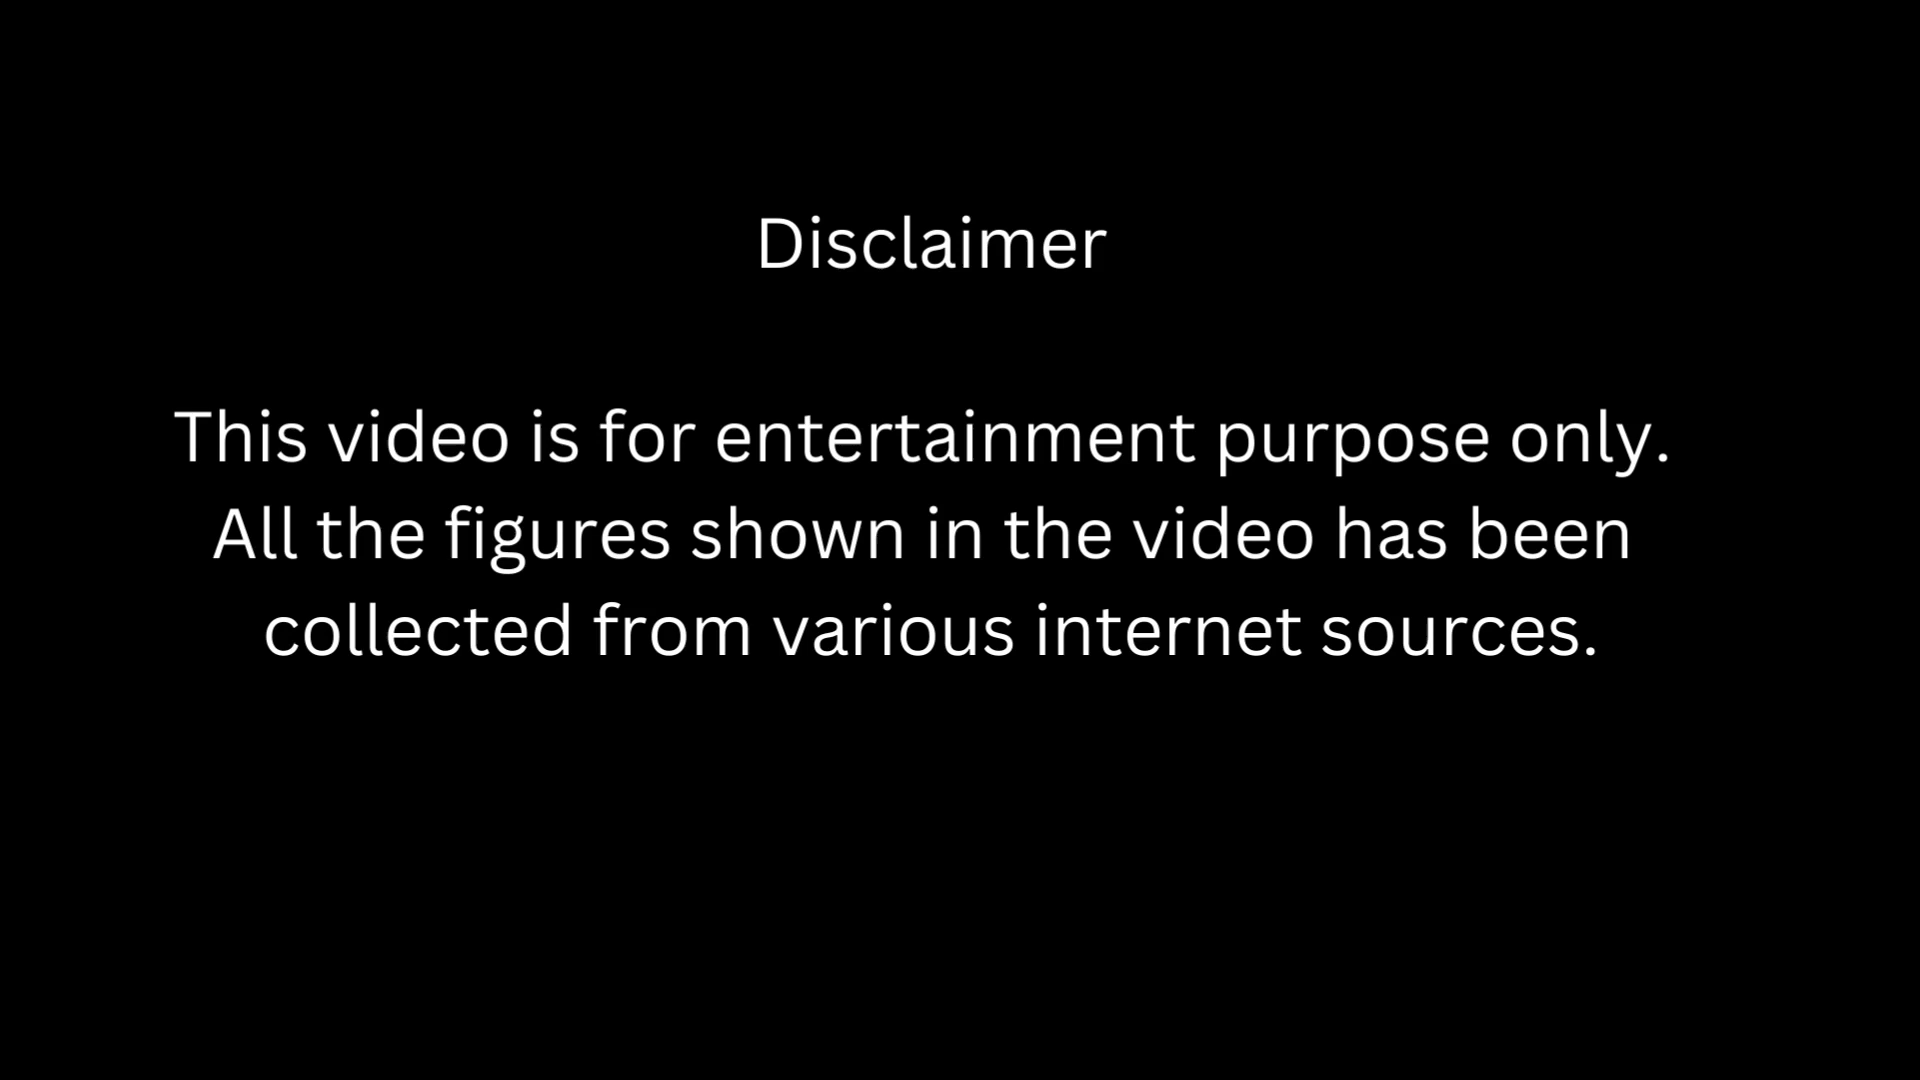 Disclaimer
This video is for entertainment purpose only.
All the figures shown in the video has been
collected from various internet sources.